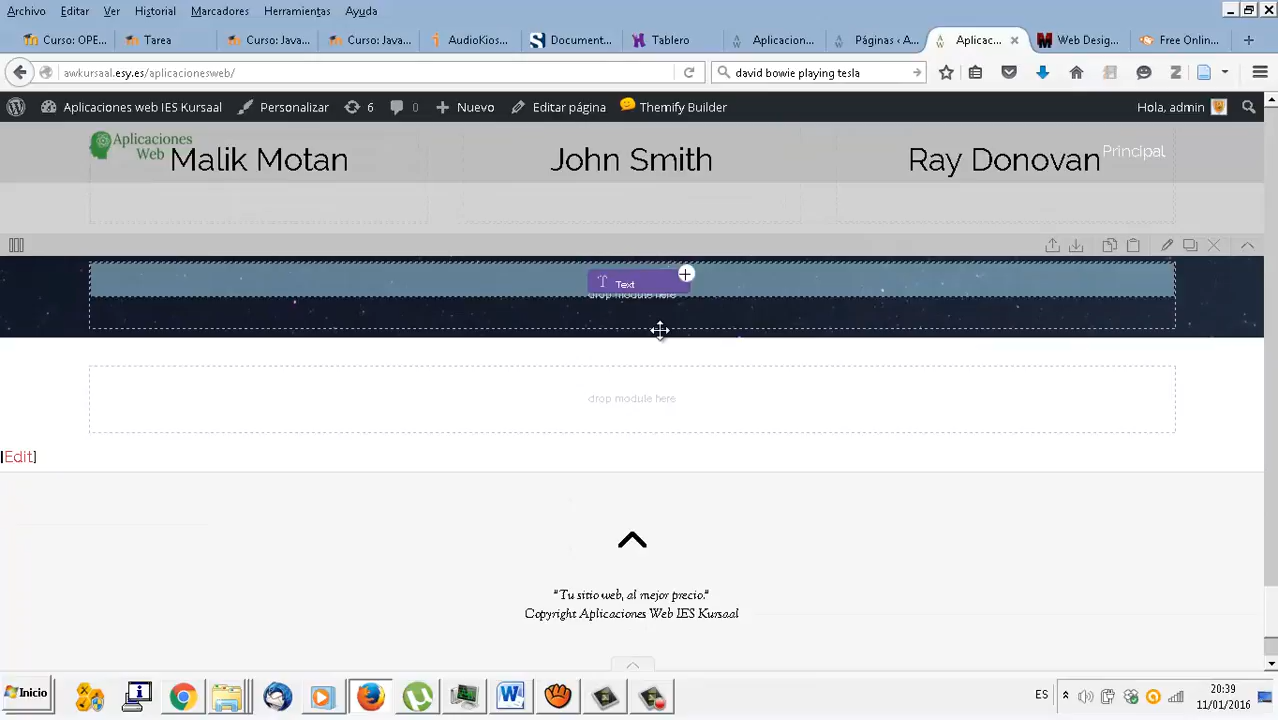 Archivo Editar Ver Historial Marcadores Herramientas Ayuda
Curso: OPE... Tarea Curso: Java... Curso: Java... AudioKios... Document... Tablero Aplicacion... Páginas ‹ A... Aplicac... Web Desig... Free Onlin...
awkursaal.esy.es/aplicacionesweb/ david bowie playing tesla
Aplicaciones web IES Kursaal Personalizar 6 0 Nuevo Editar página Themify Builder Hola, admin
Aplicaciones
Web
Malik Motan John Smith Ray Donovan Principal
Text
drop module here
drop module here
[Edit]
"Tu sitio web, al mejor precio."
Copyright Aplicaciones Web IES Kursaal
Inicio ES 20:39
11/01/2016